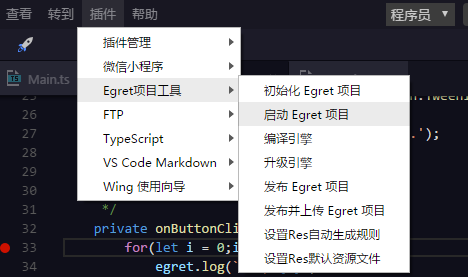 查看 转到 插件 帮助 程序员
Main.ts
插件管理
微信小程序
Egret项目工具
FTP
TypeScript
VS Code Markdown
Wing 使用向导
初始化 Egret 项目
启动 Egret 项目
编译引擎
升级引擎
发布 Egret 项目
发布并上传 Egret 项目
设置Res自动生成规则
设置Res默认资源文件
25
26
27
28
29
30
31 */
32 private onButtonCli
33 for(let i = 0;i
34 egret.log(`
.');